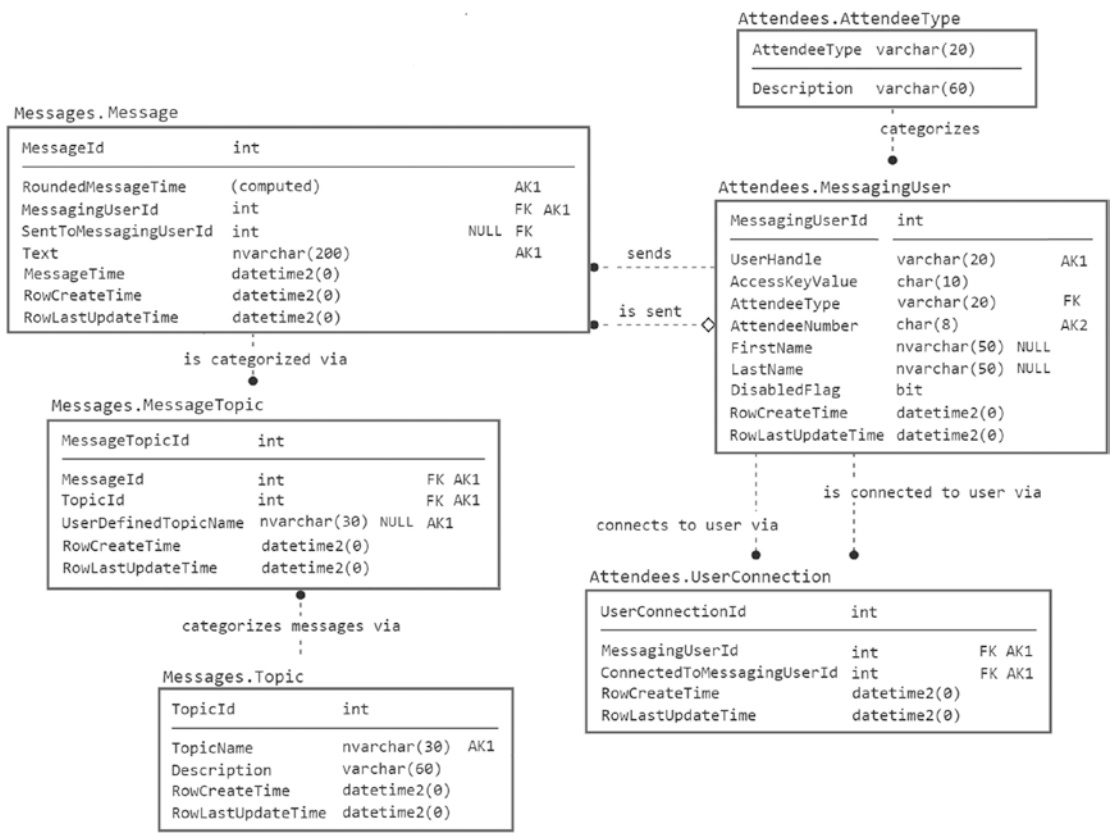 Attendees.AttendeeType
AttendeeType varchar(20)
Description varchar(60)
categorizes
Messages.Message
MessageId int
RoundedMessageTime (computed) AK1
MessagingUserId int FK AK1
SentToMessagingUserId int NULL FK
Text nvarchar(200) AK1
MessageTime datetime2(0)
RowCreateTime datetime2(0)
RowLastUpdateTime datetime2(0)
sends
is sent
Attendees.MessagingUser
MessagingUserId int
UserHandle varchar(20) AK1
AccessKeyValue char(10)
AttendeeType varchar(20) FK
AttendeeNumber char(8) AK2
FirstName nvarchar(50) NULL
LastName nvarchar(50) NULL
DisabledFlag bit
RowCreateTime datetime2(0)
RowLastUpdateTime datetime2(0)
is categorized via
Messages.MessageTopic
MessageTopicId int
MessageId int FK AK1
TopicId int FK AK1
UserDefinedTopicName nvarchar(30) NULL AK1
RowCreateTime datetime2(0)
RowLastUpdateTime datetime2(0)
is connected to user via
connects to user via
Attendees.UserConnection
UserConnectionId int
MessagingUserId int FK AK1
ConnectedToMessagingUserId int FK AK1
RowCreateTime datetime2(0)
RowLastUpdateTime datetime2(0)
categorizes messages via
Messages.Topic
TopicId int
TopicName nvarchar(30) AK1
Description varchar(60)
RowCreateTime datetime2(0)
RowLastUpdateTime datetime2(0)